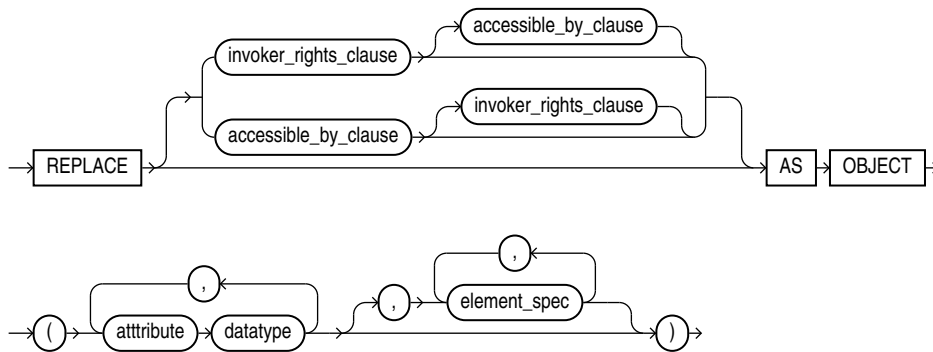 accessible_by_clause
invoker_rights_clause
invoker_rights_clause
accessible_by_clause
REPLACE AS OBJECT
, ,
, element_spec
( atttribute datatype )